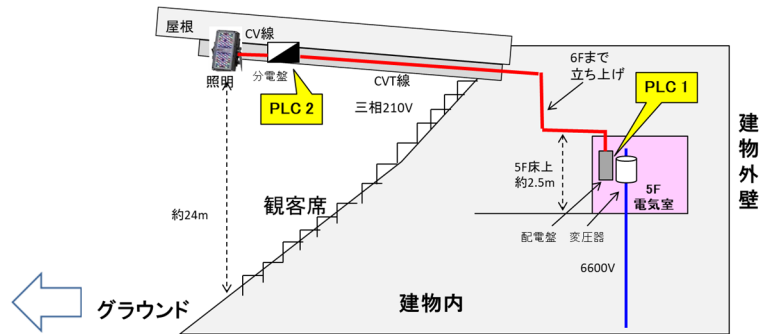 屋根
CV線
照明
分電盤
CVT線
PLC 2
三相210V
6Fまで
立ち上げ
PLC 1
建物外壁
5F床上
約2.5m
5F
電気室
観客席
約24m
配電盤
変圧器
6600V
グラウンド
建物内